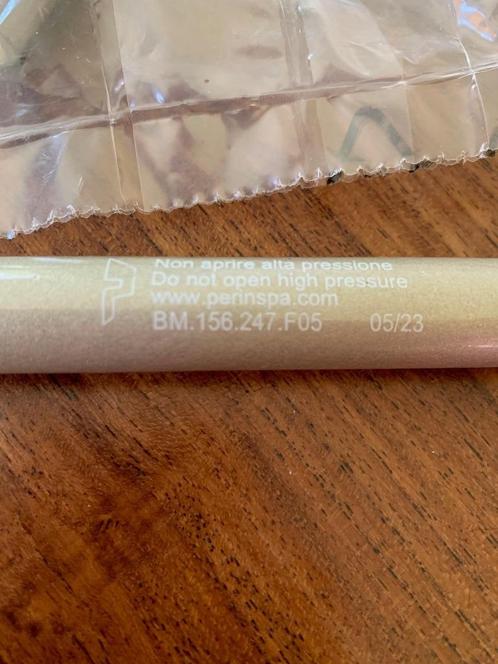 Non aprire alta pressione
Do not open high pressure
www.perinspa.com
BM.156.247.F05 05/23